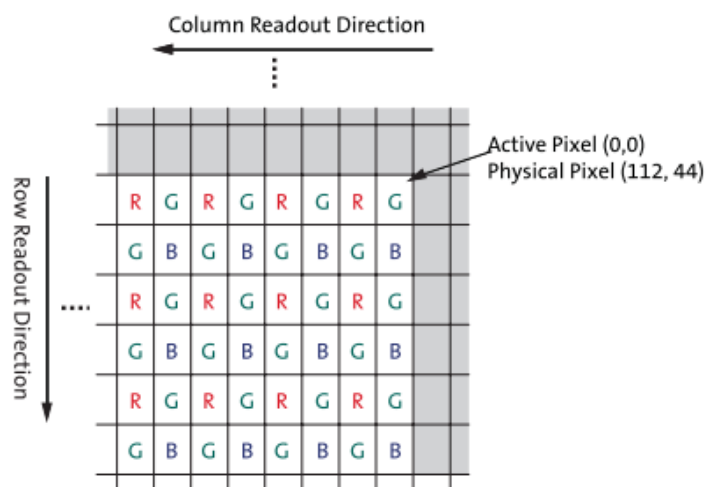 Column Readout Direction
Active Pixel (0,0)
Physical Pixel (112, 44)
Row Readout Direction
R G R G R G R G
G B G B G B G B
R G R G R G R G
G B G B G B G B
R G R G R G R G
G B G B G B G B